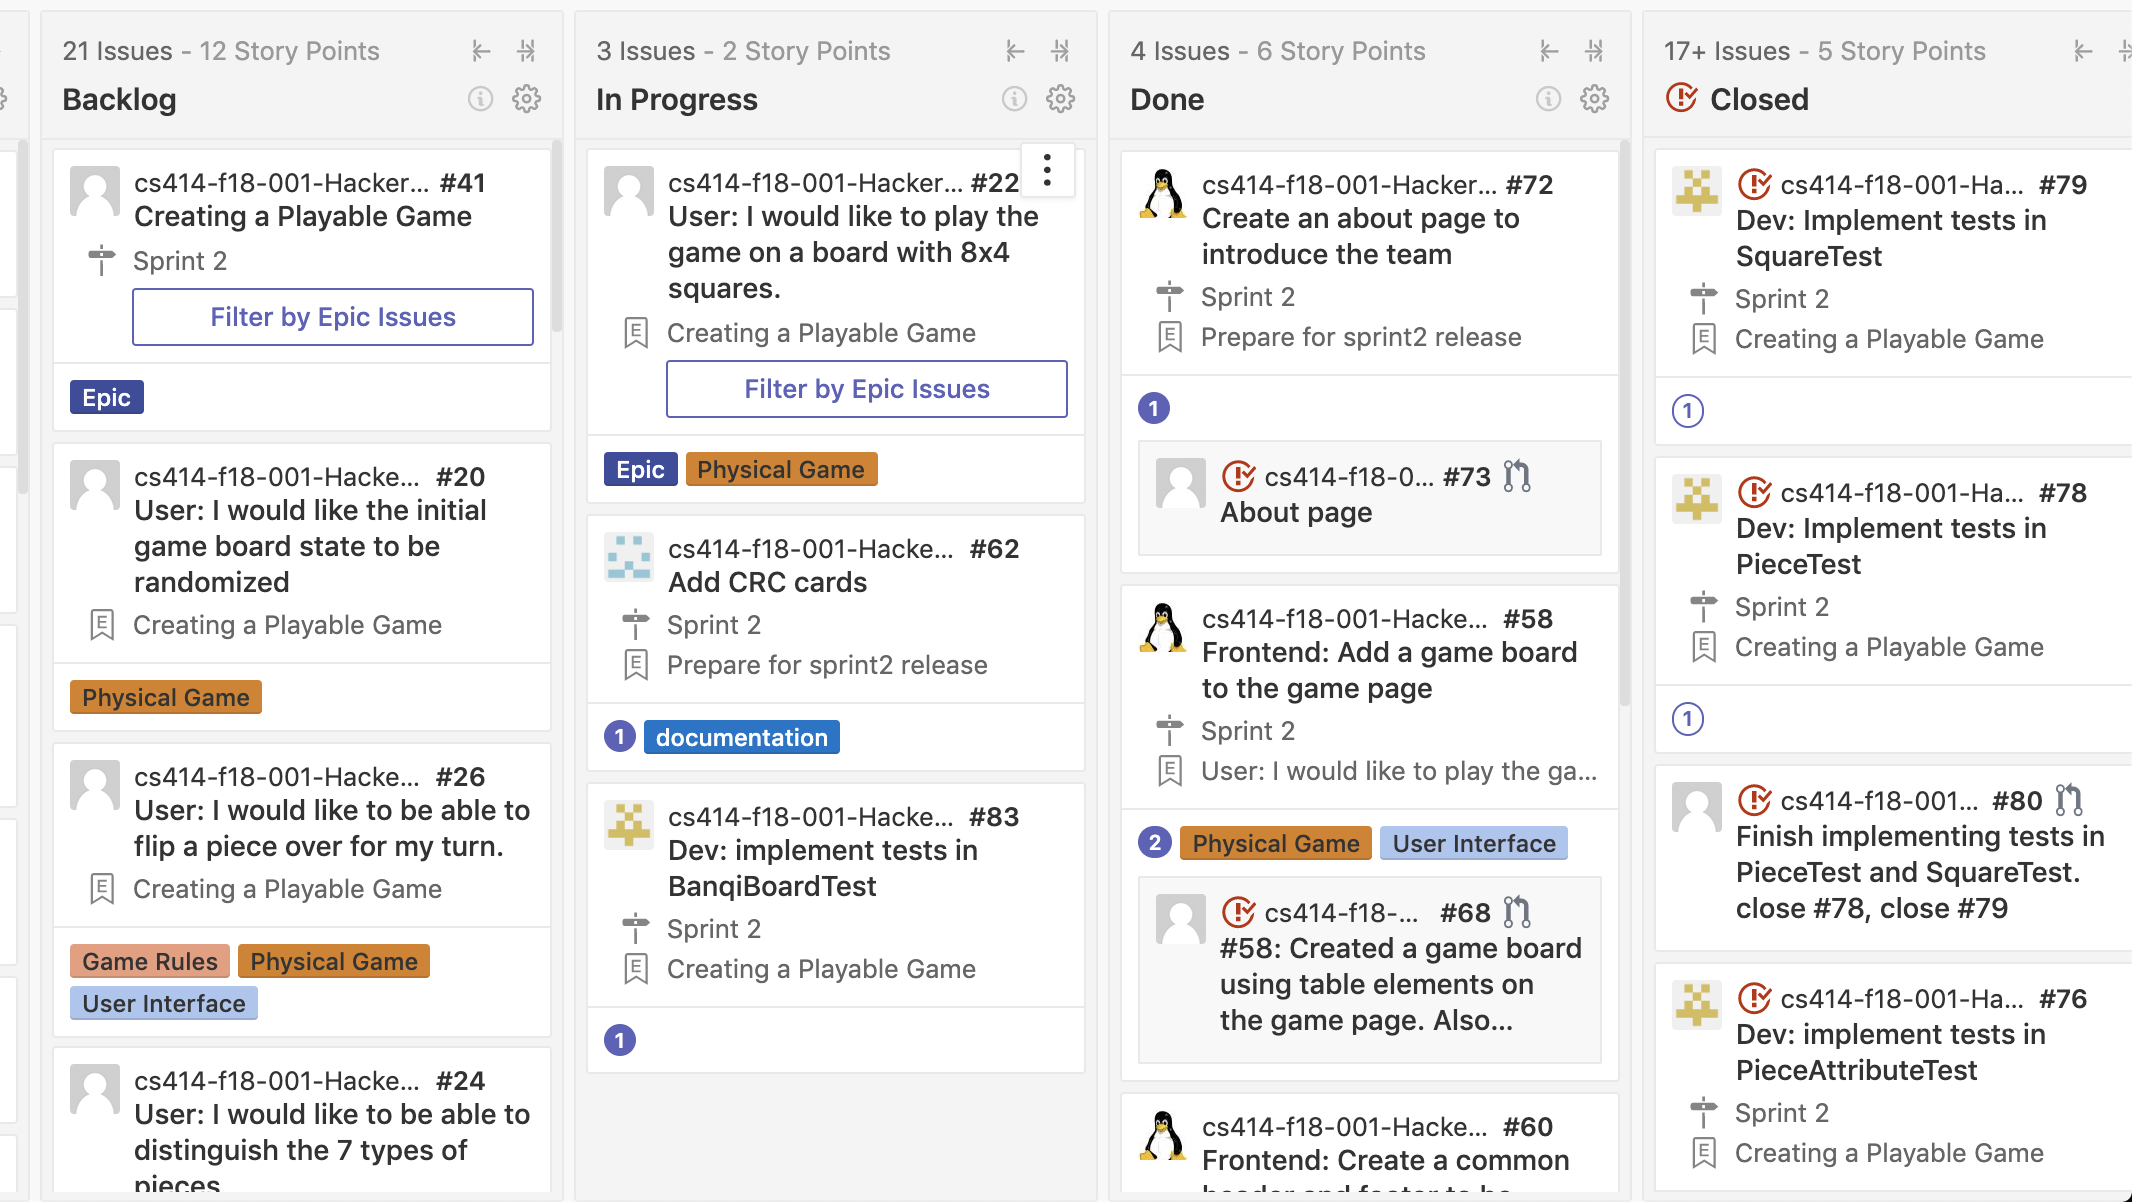 21 Issues - 12 Story Points
Backlog
cs414-f18-001-Hacker... #41
Creating a Playable Game
Sprint 2
Filter by Epic Issues
Epic
cs414-f18-001-Hacke... #20
User: I would like the initial
game board state to be
randomized
E Creating a Playable Game
Physical Game
cs414-f18-001-Hacke... #26
User: I would like to be able to
flip a piece over for my turn.
E Creating a Playable Game
Game Rules Physical Game
User Interface
cs414-f18-001-Hacke... #24
User: I would like to be able to
distinguish the 7 types of
pieces
3 Issues - 2 Story Points
In Progress
cs414-f18-001-Hacker... #22
User: I would like to play the
game on a board with 8x4
squares.
E Creating a Playable Game
Filter by Epic Issues
Epic Physical Game
cs414-f18-001-Hacke... #62
Add CRC cards
Sprint 2
E Prepare for sprint2 release
1 documentation
cs414-f18-001-Hacke... #83
Dev: implement tests in
BanqiBoardTest
Sprint 2
E Creating a Playable Game
1
4 Issues - 6 Story Points
Done
cs414-f18-001-Hacker... #72
Create an about page to
introduce the team
Sprint 2
E Prepare for sprint2 release
1
cs414-f18-0... #73
About page
cs414-f18-001-Hacke... #58
Frontend: Add a game board
to the game page
Sprint 2
E User: I would like to play the ga...
2 Physical Game User Interface
cs414-f18-... #68
#58: Created a game board
using table elements on
the game page. Also...
cs414-f18-001-Hacke... #60
Frontend: Create a common
header and footer to be
17+ Issues - 5 Story Points
Closed
cs414-f18-001-Ha... #79
Dev: Implement tests in
SquareTest
Sprint 2
E Creating a Playable Game
1
cs414-f18-001-Ha... #78
Dev: Implement tests in
PieceTest
Sprint 2
E Creating a Playable Game
1
cs414-f18-001... #80
Finish implementing tests in
PieceTest and SquareTest.
close #78, close #79
cs414-f18-001-Ha... #76
Dev: implement tests in
PieceAttributeTest
Sprint 2
E Creating a Playable Game